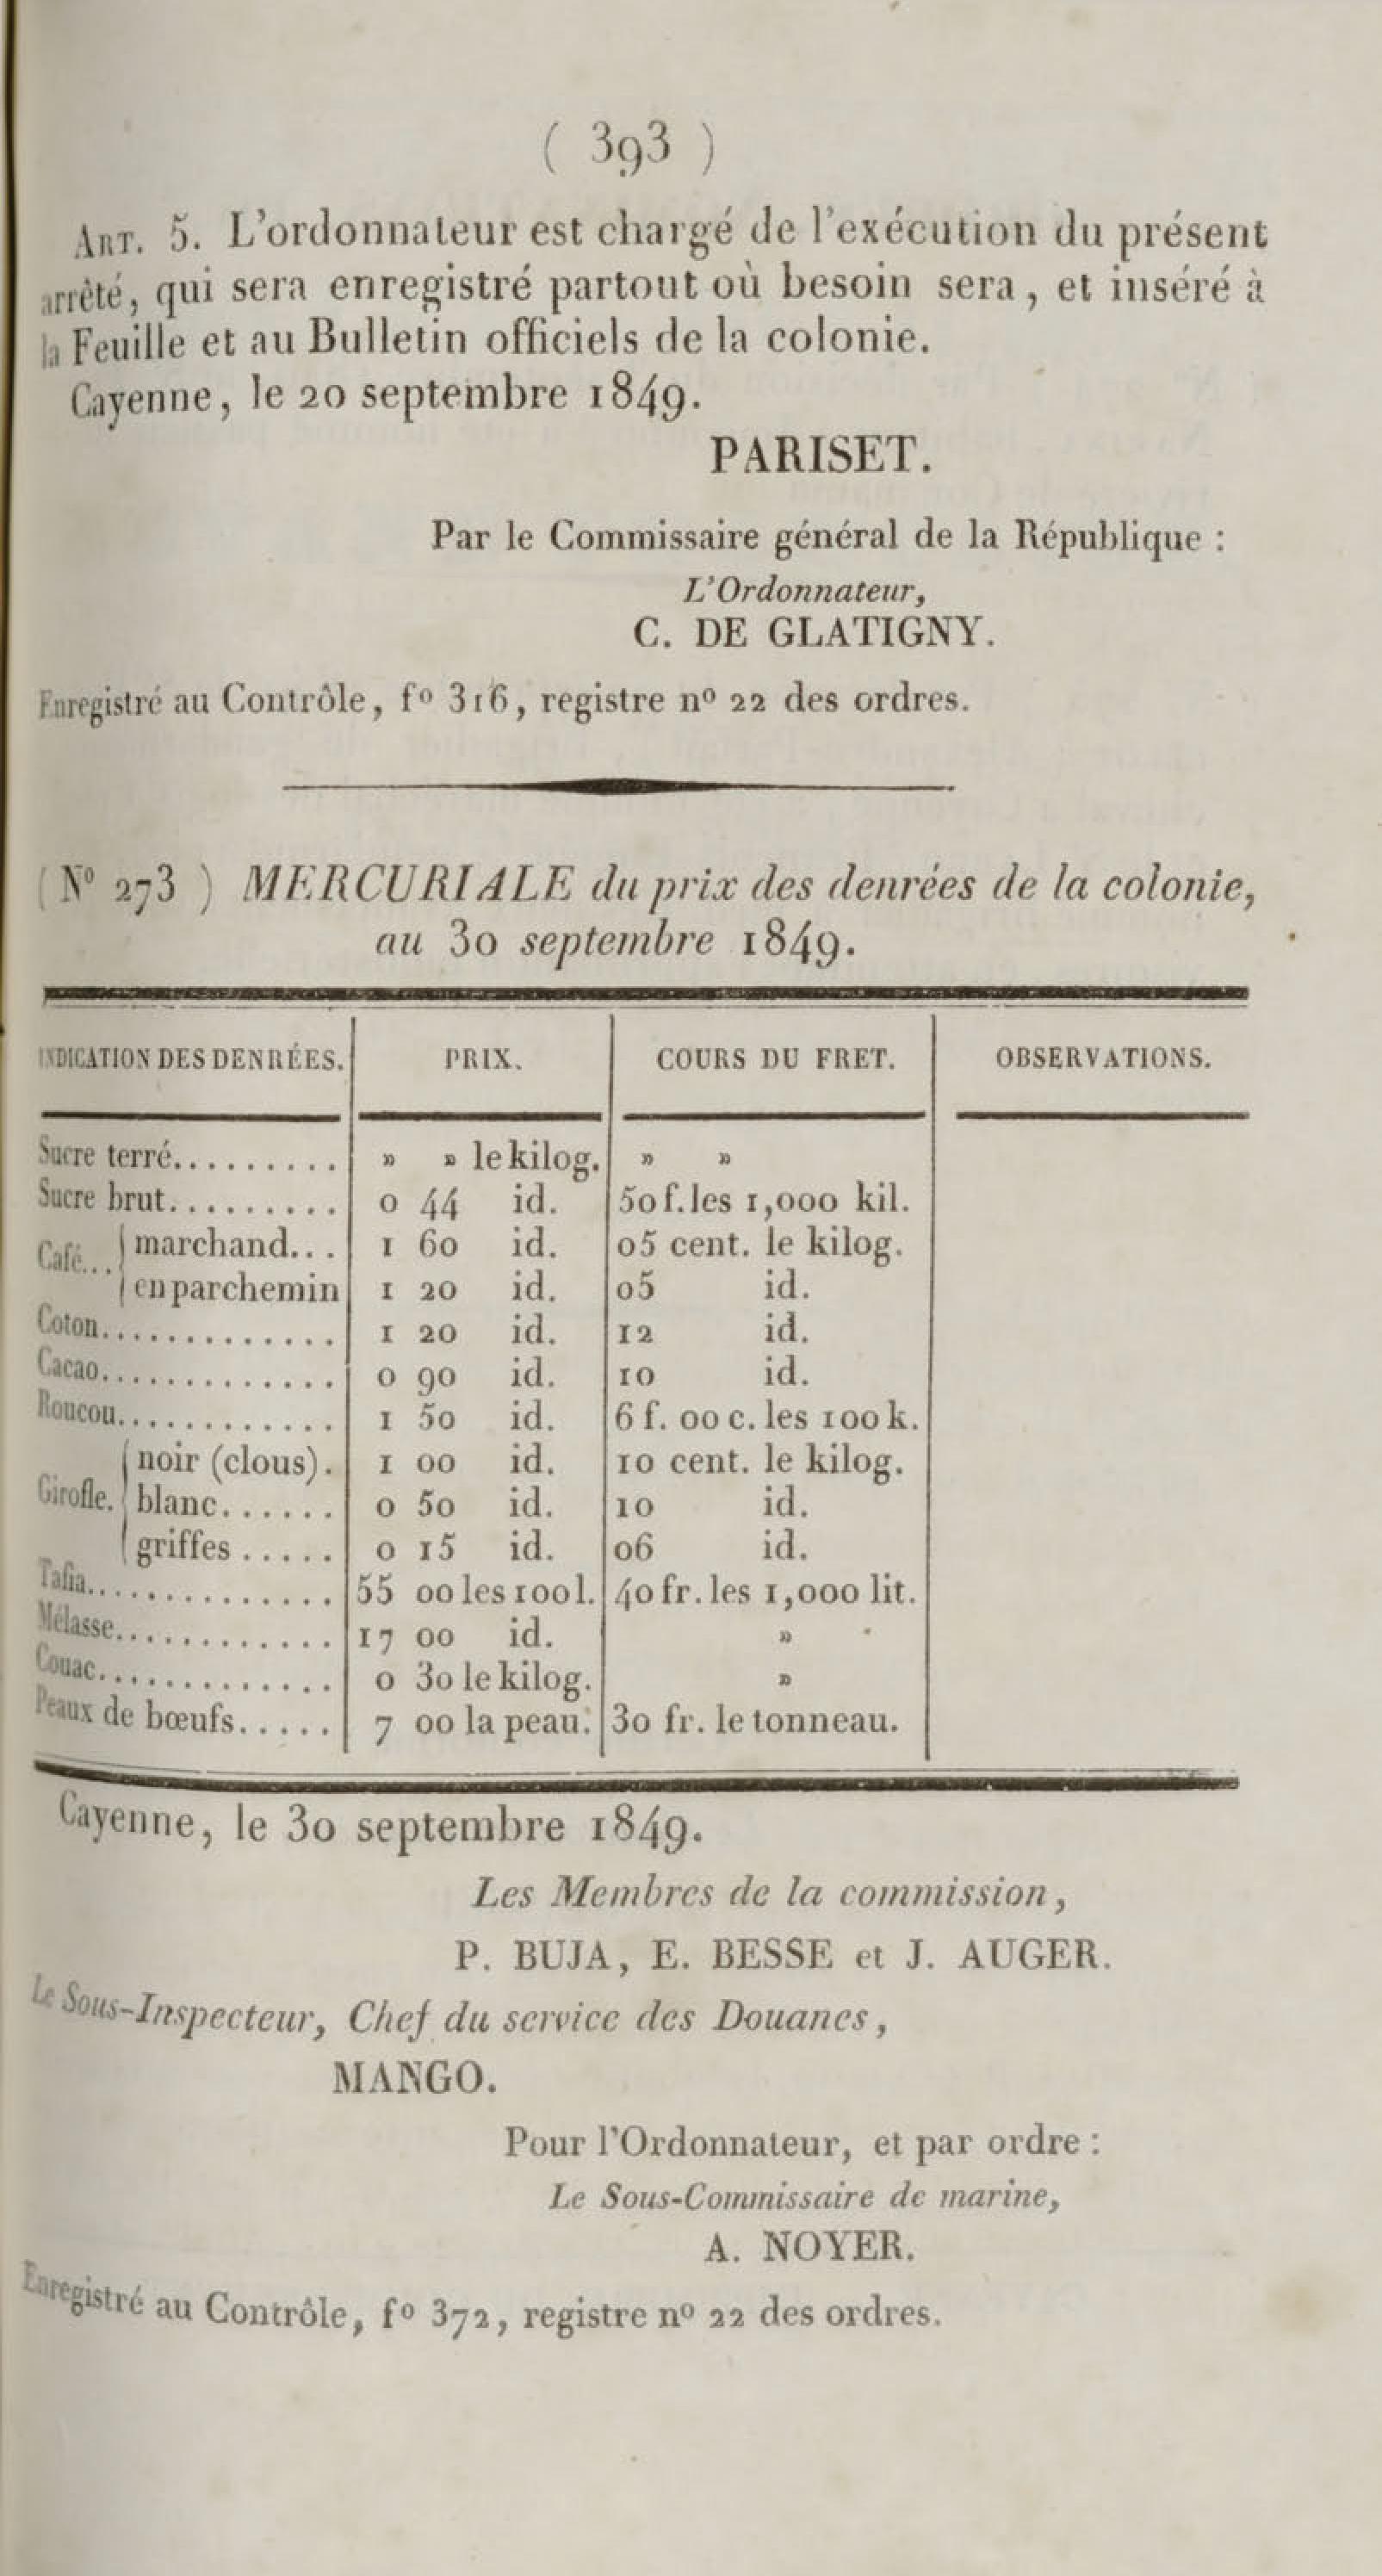 ( 393 )
ART. 5. L'ordonnateur est chargé de l'exécution du présent
arrêté, qui sera enregistré partout où besoin sera, et inséré à
la Feuille et au Bulletin officiels de la colonie.
Cayenne, le 20 septembre 1849.
PARISET.
Par le Commissaire général de la République :
L'Ordonnateur,
C. DE GLATIGNY.
Enregistré au Contrôle, fº 316, registre nº 22 des ordres.
(Nº 273 ) MERCURIALE du prix des denrées de la colonie,
au 30 septembre 1849.
INDICATION DES DENRÉES. PRIX. COURS DU FRET. OBSERVATIONS.
Sucre terré.......... » » le kilog. » »
Sucre brut.......... 0 44 id. 50 f. les 1,000 kil.
Café... marchand... 1 60 id. 05 cent. le kilog.
en parchemin 1 20 id. 05 id.
Coton.............. 1 20 id. 12 id.
Cacao.............. 0 90 id. 10 id.
Roucou............. 1 50 id. 6 f. 00 c. les 100 k.
noir (clous). 1 00 id. 10 cent. le kilog.
Girofle. blanc...... 0 50 id. 10 id.
griffes ..... 0 15 id. 06 id.
Tafia............... 55 00 les 100 l. 40 fr. les 1,000 lit.
Mélasse............. 17 00 id. »
Couac.............. 0 30 le kilog. »
Peaux de bœufs..... 7 00 la peau. 30 fr. le tonneau.
Cayenne, le 30 septembre 1849.
Les Membres de la commission,
P. BUJA, E. BESSE et J. AUGER.
Le Sous-Inspecteur, Chef du service des Douanes,
MANGO.
Pour l'Ordonnateur, et par ordre :
Le Sous-Commissaire de marine,
A. NOYER.
Enregistré au Contrôle, fº 372, registre nº 22 des ordres.